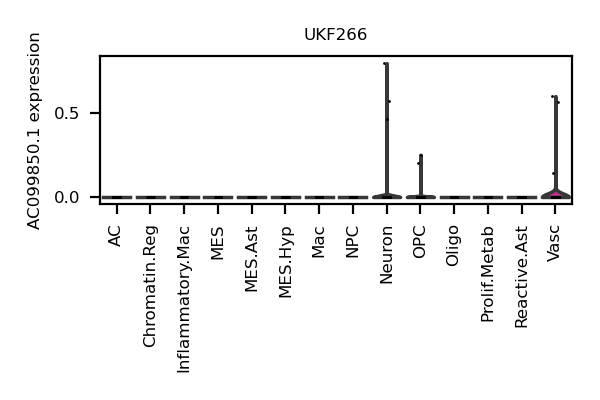 UKF266
AC099850.1 expression
0.5
0.0
AC
Chromatin.Reg
Inflammatory.Mac
MES
MES.Ast
MES.Hyp
Mac
NPC
Neuron
OPC
Oligo
Prolif.Metab
Reactive.Ast
Vasc